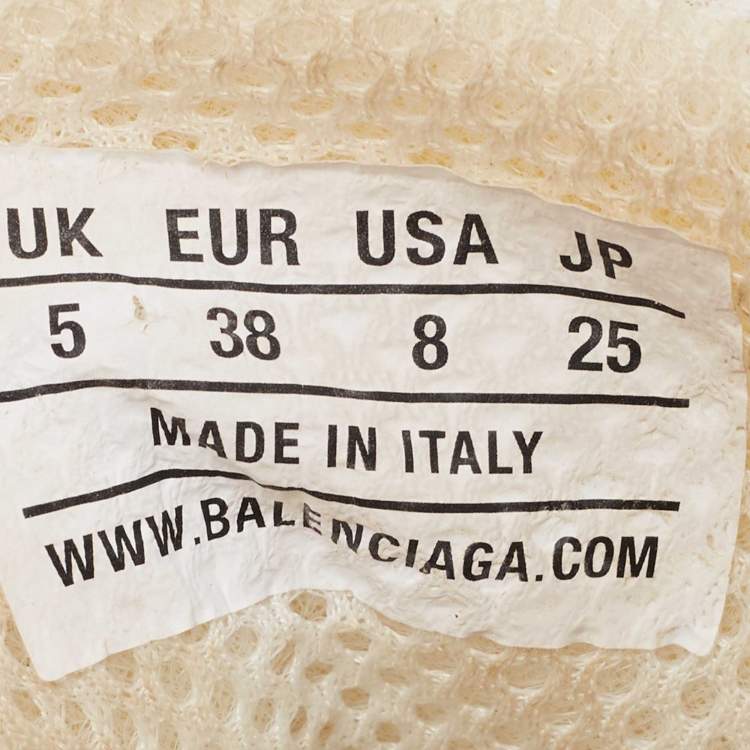 UK EUR USA JP
5 38 8 25
MADE IN ITALY
WWW.BALENCIAGA.COM